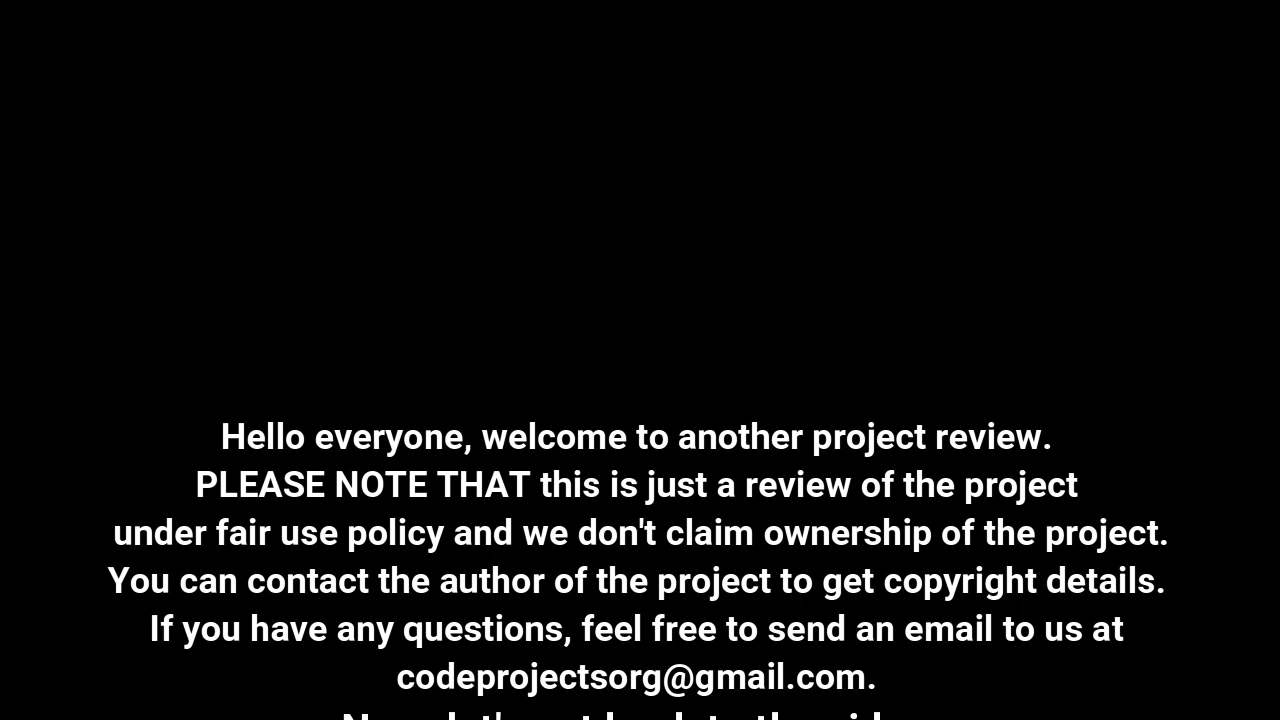 Hello everyone, welcome to another project review.
PLEASE NOTE THAT this is just a review of the project
under fair use policy and we don't claim ownership of the project.
You can contact the author of the project to get copyright details.
If you have any questions, feel free to send an email to us at
codeprojectsorg@gmail.com.